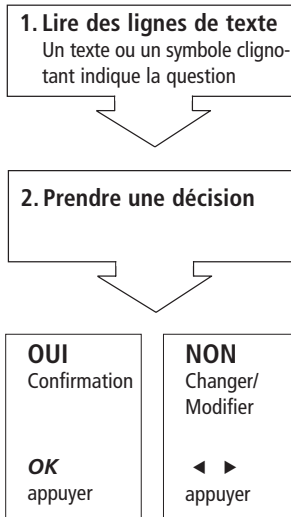 1. Lire des lignes de texte
Un texte ou un symbole cligno-
tant indique la question
2. Prendre une décision
OUI
Confirmation
OK
appuyer
NON
Changer/
Modifier
◄ ►
appuyer